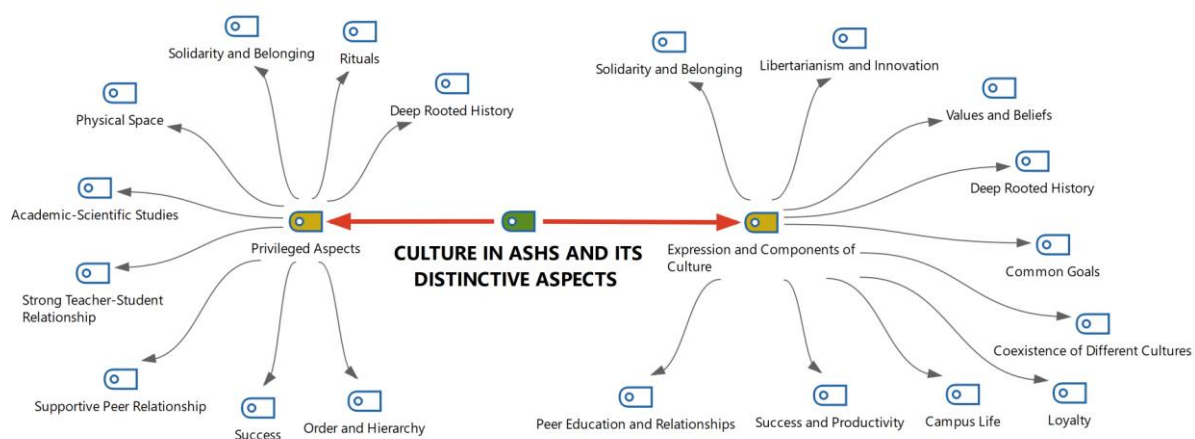 Solidarity and Belonging
Rituals
Deep Rooted History
Physical Space
Academic-Scientific Studies
Privileged Aspects
Strong Teacher-Student
Relationship
Supportive Peer Relationship
Success
Order and Hierarchy
CULTURE IN ASHS AND ITS
DISTINCTIVE ASPECTS
Solidarity and Belonging
Libertarianism and Innovation
Values and Beliefs
Deep Rooted History
Expression and Components of
Culture
Common Goals
Coexistence of Different Cultures
Peer Education and Relationships
Success and Productivity
Campus Life
Loyalty